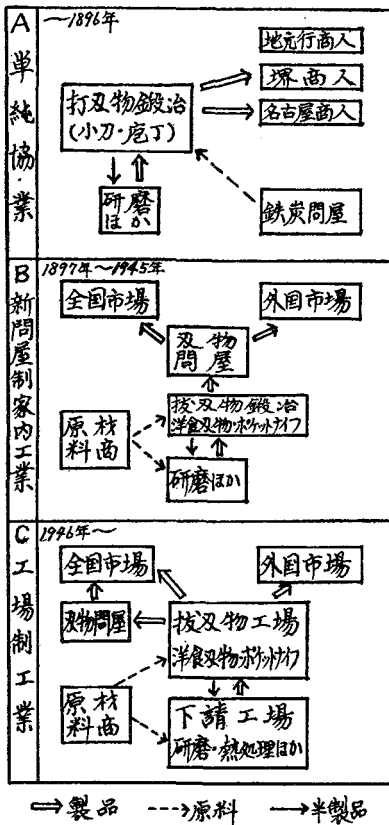 A 単純協業
〜1896年
地元行商人
堺商人
名古屋商人
打刃物鍛冶
(小刀・庖丁)
研磨
ほか
鉄炭問屋
B 新問屋制家内工業
1897年〜1945年
全国市場
外国市場
刃物
問屋
抜刃物鍛冶
洋食刃物・ポケットナイフ
原材
料商
研磨ほか
C 工場制工業
1946年〜
全国市場
外国市場
刃物問屋
抜刃物工場
洋食刃物・ポケットナイフ
原材
料商
下請工場
研磨・熱処理ほか
⇒製品 --→原料 →半製品